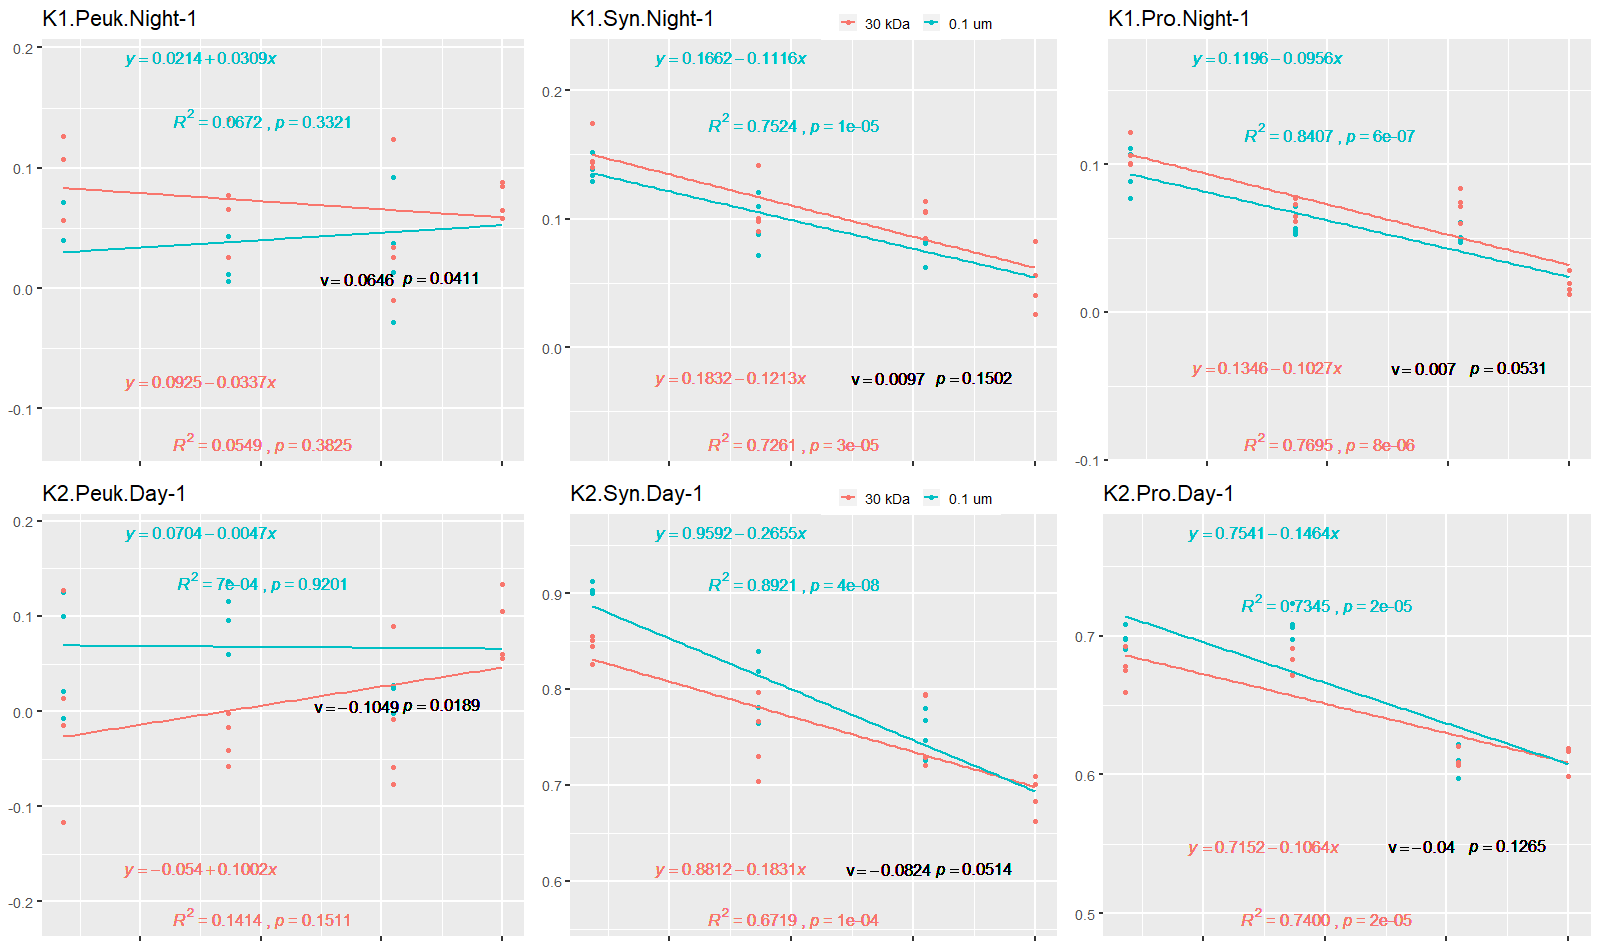 K1.Peuk.Night-1
0.2
0.1
0.0
-0.1
y = 0.0214 + 0.0309x
R2 = 0.0672 , p = 0.3321
v = 0.0646 p = 0.0411
y = 0.0925 − 0.0337x
R2 = 0.0549 , p = 0.3825
K1.Syn.Night-1
30 kDa 0.1 um
0.2
0.1
0.0
y = 0.1662 − 0.1116x
R2 = 0.7524 , p = 1e-05
y = 0.1832 − 0.1213x
v = 0.0097 p = 0.1502
R2 = 0.7261 , p = 3e-05
K1.Pro.Night-1
0.1
0.0
-0.1
y = 0.1196 − 0.0956x
R2 = 0.8407 , p = 6e-07
y = 0.1346 − 0.1027x
v = 0.007 p = 0.0531
R2 = 0.7695 , p = 8e-06
K2.Peuk.Day-1
0.2
0.1
0.0
-0.1
-0.2
y = 0.0704 − 0.0047x
R2 = 7e-04 , p = 0.9201
v = −0.1049 p = 0.0189
y = −0.054 + 0.1002x
R2 = 0.1414 , p = 0.1511
K2.Syn.Day-1
30 kDa 0.1 um
0.9
0.8
0.7
0.6
y = 0.9592 − 0.2655x
R2 = 0.8921 , p = 4e-08
y = 0.8812 − 0.1831x
v = −0.0824 p = 0.0514
R2 = 0.6719 , p = 1e-04
K2.Pro.Day-1
0.7
0.6
0.5
y = 0.7541 − 0.1464x
R2 = 0.7345 , p = 2e-05
y = 0.7152 − 0.1064x
v = −0.04 p = 0.1265
R2 = 0.7400 , p = 2e-05